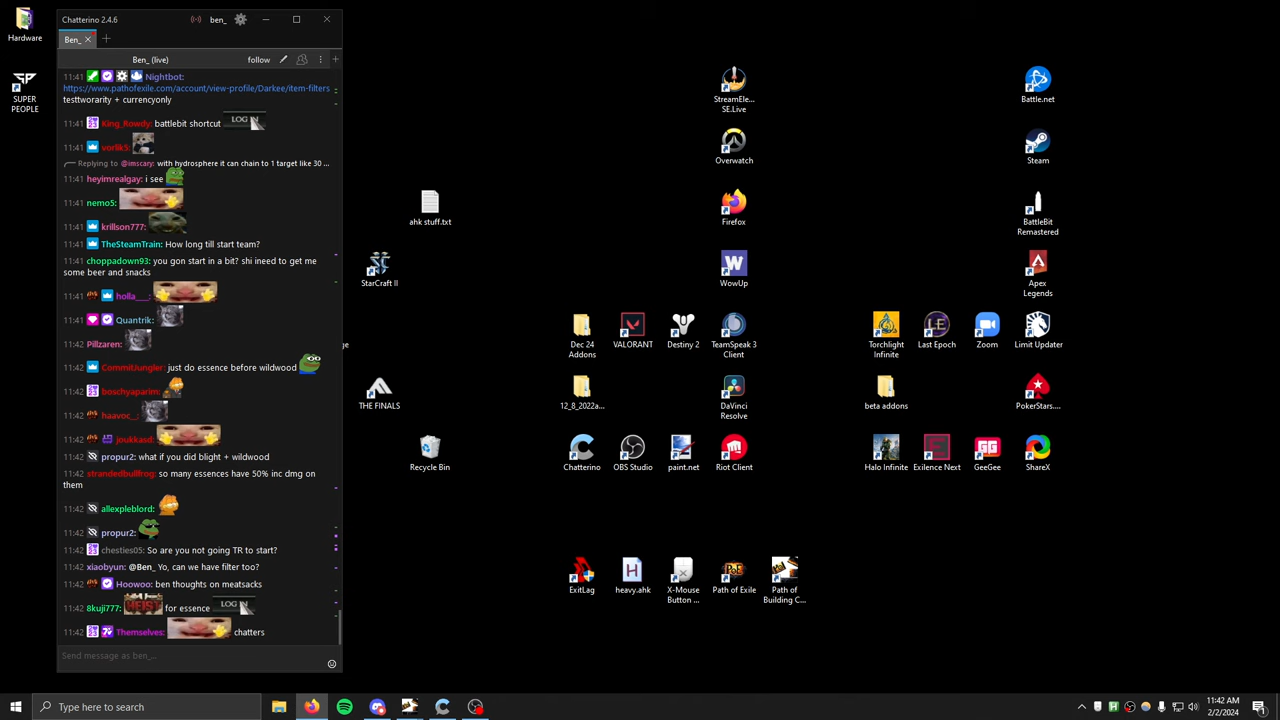 Chatterino 2.4.6
ben_
Ben_
Ben_ (live)
follow
11:41 Nightbot:
https://www.pathofexile.com/account/view-profile/Darkee/item-filters
testtworarity + currencyonly
11:41 King_Rowdy: battlebit shortcut LOG IN
11:41 vorlik5:
Replying to @imscary: with hydrosphere it can chain to 1 target like 30 ...
11:41 heyimrealgay: i see
11:41 nemo5:
11:41 krillson777:
11:41 TheSteamTrain: How long till start team?
11:41 choppadown93: you gon start in a bit? shi ineed to get me
some beer and snacks
11:41 holla___:
11:41 Quantrik:
11:42 Pillzaren:
11:42 CommitJungler: just do essence before wildwood
11:42 boschyaparim:
11:42 haavoc_:
11:42 joukkasd:
11:42 propur2: what if you did blight + wildwood
11:42 strandedbullfrog: so many essences have 50% inc dmg on
them
11:42 allexpleblord:
11:42 propur2:
11:42 chesties05: So are you not going TR to start?
11:42 xiaobyun: @Ben_ Yo, can we have filter too?
11:42 Hoowoo: ben thoughts on meatsacks
11:42 8kuji777: HEIST for essence LOG IN
11:42 Themselves: chatters
Send message as ben_...
Hardware
SUPER
PEOPLE
ahk stuff.txt
StarCraft II
ge
THE FINALS
Recycle Bin
StreamEle...
SE.Live
Overwatch
Firefox
WowUp
Dec 24
Addons
VALORANT
Destiny 2
TeamSpeak 3
Client
12_8_2022a...
DaVinci
Resolve
Chatterino
OBS Studio
paint.net
Riot Client
ExitLag
heavy.ahk
X-Mouse
Button ...
Path of Exile
Path of
Building C...
Battle.net
Steam
BattleBit
Remastered
Apex
Legends
Torchlight
Infinite
Last Epoch
Zoom
Limit Updater
beta addons
PokerStars....
Halo Infinite
Exilence Next
GeeGee
ShareX
Type here to search
11:42 AM
2/2/2024